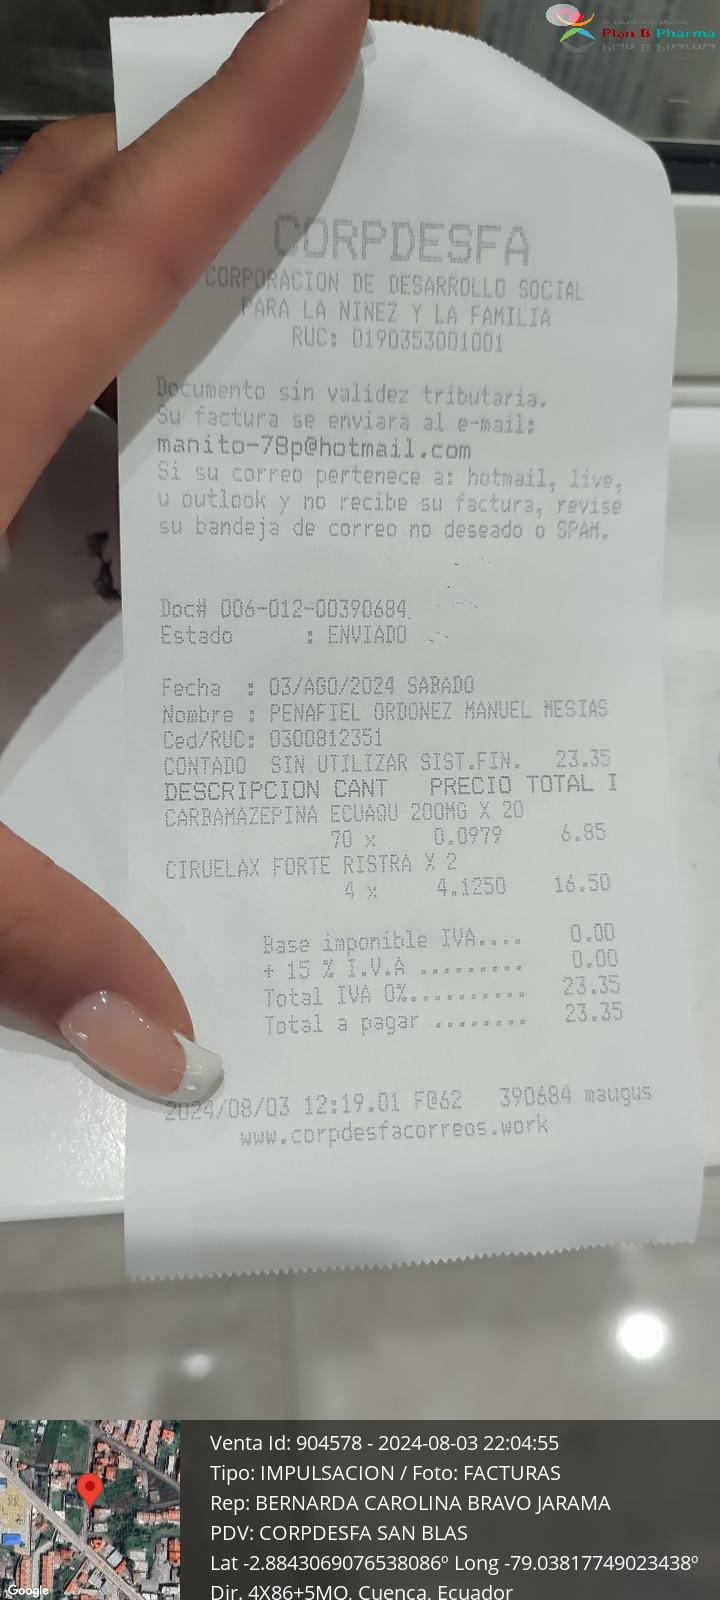 Plan B Pharma
CORPDESFA
CORPORACION DE DESARROLLO SOCIAL
PARA LA NINEZ Y LA FAMILIA
RUC: 0190353001001
Documento sin validez tributaria.
Su factura se enviara al e-mail:
manito-78p@hotmail.com
Si su correo pertenece a: hotmail, live,
u outlook y no recibe su factura, revise
su bandeja de correo no deseado o SPAM.
Doc# 006-012-00390684
Estado : ENVIADO
Fecha : 03/AGO/2024 SABADO
Nombre : PENAFIEL ORDONEZ MANUEL MESIAS
Ced/RUC: 0300812351
CONTADO SIN UTILIZAR SIST.FIN. 23.35
DESCRIPCION CANT PRECIO TOTAL I
CARBAMAZEPINA ECUAQU 200MG X 20
70 x 0.0979 6.85
CIRUELAX FORTE RISTRA X 2
4 x 4.1250 16.50
Base imponible IVA.... 0.00
+ 15 % I.V.A ......... 0.00
Total IVA 0%.......... 23.35
Total a pagar ........ 23.35
2024/08/03 12:19.01 F@62 390684 maugus
www.corpdesfacorreos.work
Venta Id: 904578 - 2024-08-03 22:04:55
Tipo: IMPULSACION / Foto: FACTURAS
Rep: BERNARDA CAROLINA BRAVO JARAMA
PDV: CORPDESFA SAN BLAS
Lat -2.8843069076538086º Long -79.03817749023438º
Dir. 4X86+5MQ, Cuenca, Ecuador
Google